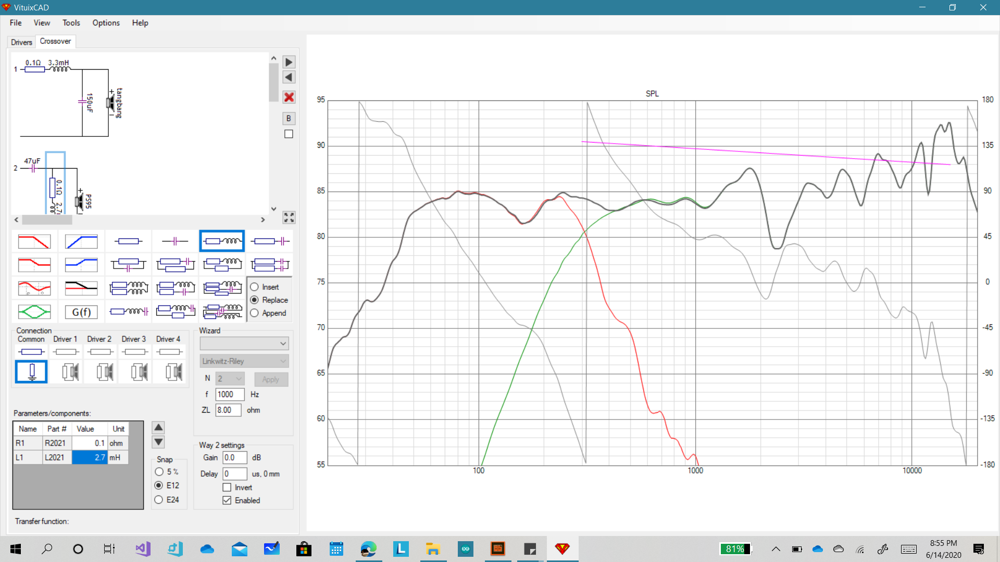 VituixCAD
File View Tools Options Help
Drivers Crossover
0.1Ω 3.3mH
1
150uF
+
tangbang
47uF
2
0.1Ω
2.7
+
PS95
B
G(f)
Insert
Replace
Append
Connection
Common Driver 1 Driver 2 Driver 3 Driver 4
Wizard
Linkwitz-Riley
N 2 Apply
f 1000 Hz
ZL 8.00 ohm
Parameters/components:
Name Part # Value Unit
R1 R2021 0.1 ohm
L1 L2021 2.7 mH
Snap
5 %
E12
E24
Way 2 settings
Gain 0.0 dB
Delay 0 us, 0 mm
Invert
Enabled
Transfer function:
SPL
95 180
90 135
85 90
80 45
75 0
70 -45
65 -90
60 -135
55 -180
100 1000 10000
81%
8:55 PM
6/14/2020